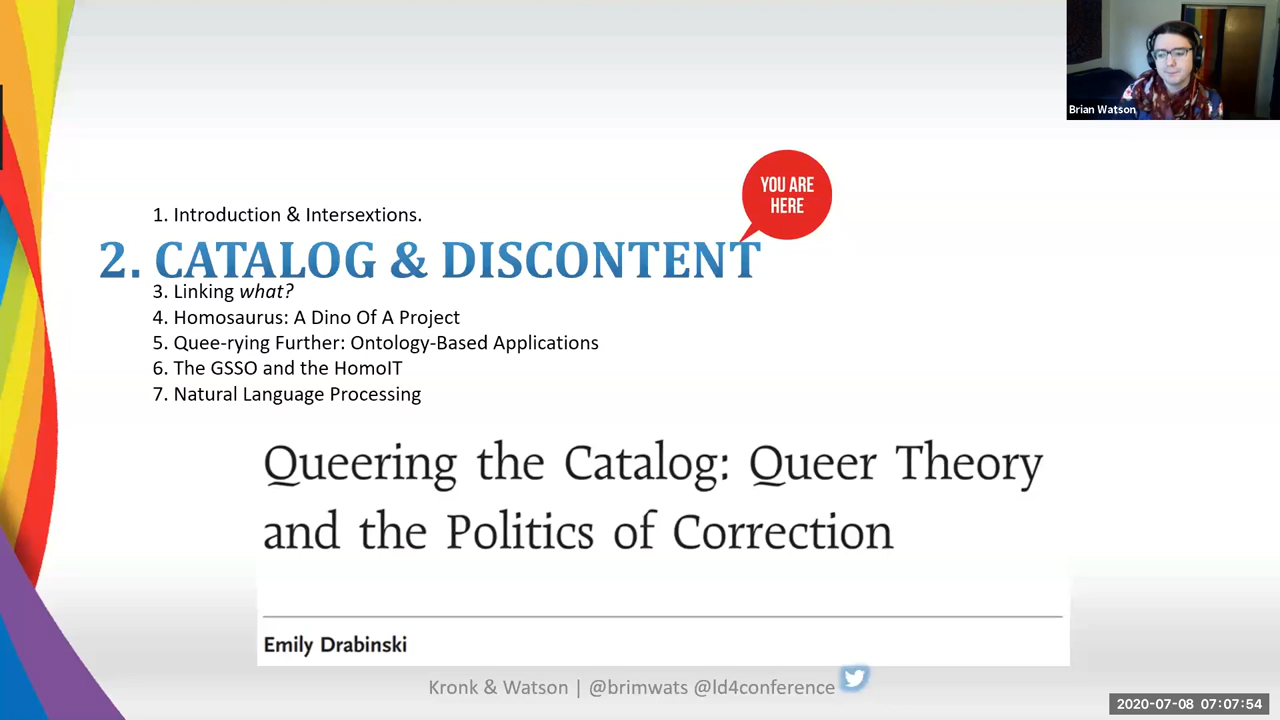 Brian Watson
YOU ARE
HERE
1. Introduction & Intersextions.
2. CATALOG & DISCONTENT
3. Linking what?
4. Homosaurus: A Dino Of A Project
5. Quee-rying Further: Ontology-Based Applications
6. The GSSO and the HomoIT
7. Natural Language Processing
Queering the Catalog: Queer Theory
and the Politics of Correction
Emily Drabinski
Kronk & Watson | @brimwats @ld4conference
2020-07-08 07:07:54